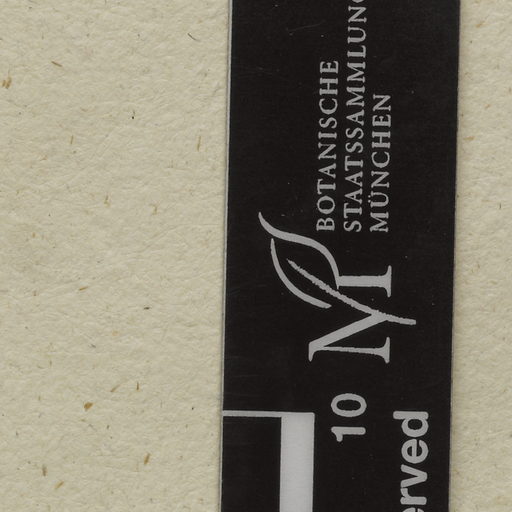 BOTANISCHE
STAATSSAMMLUNG
MÜNCHEN
M
10
erved